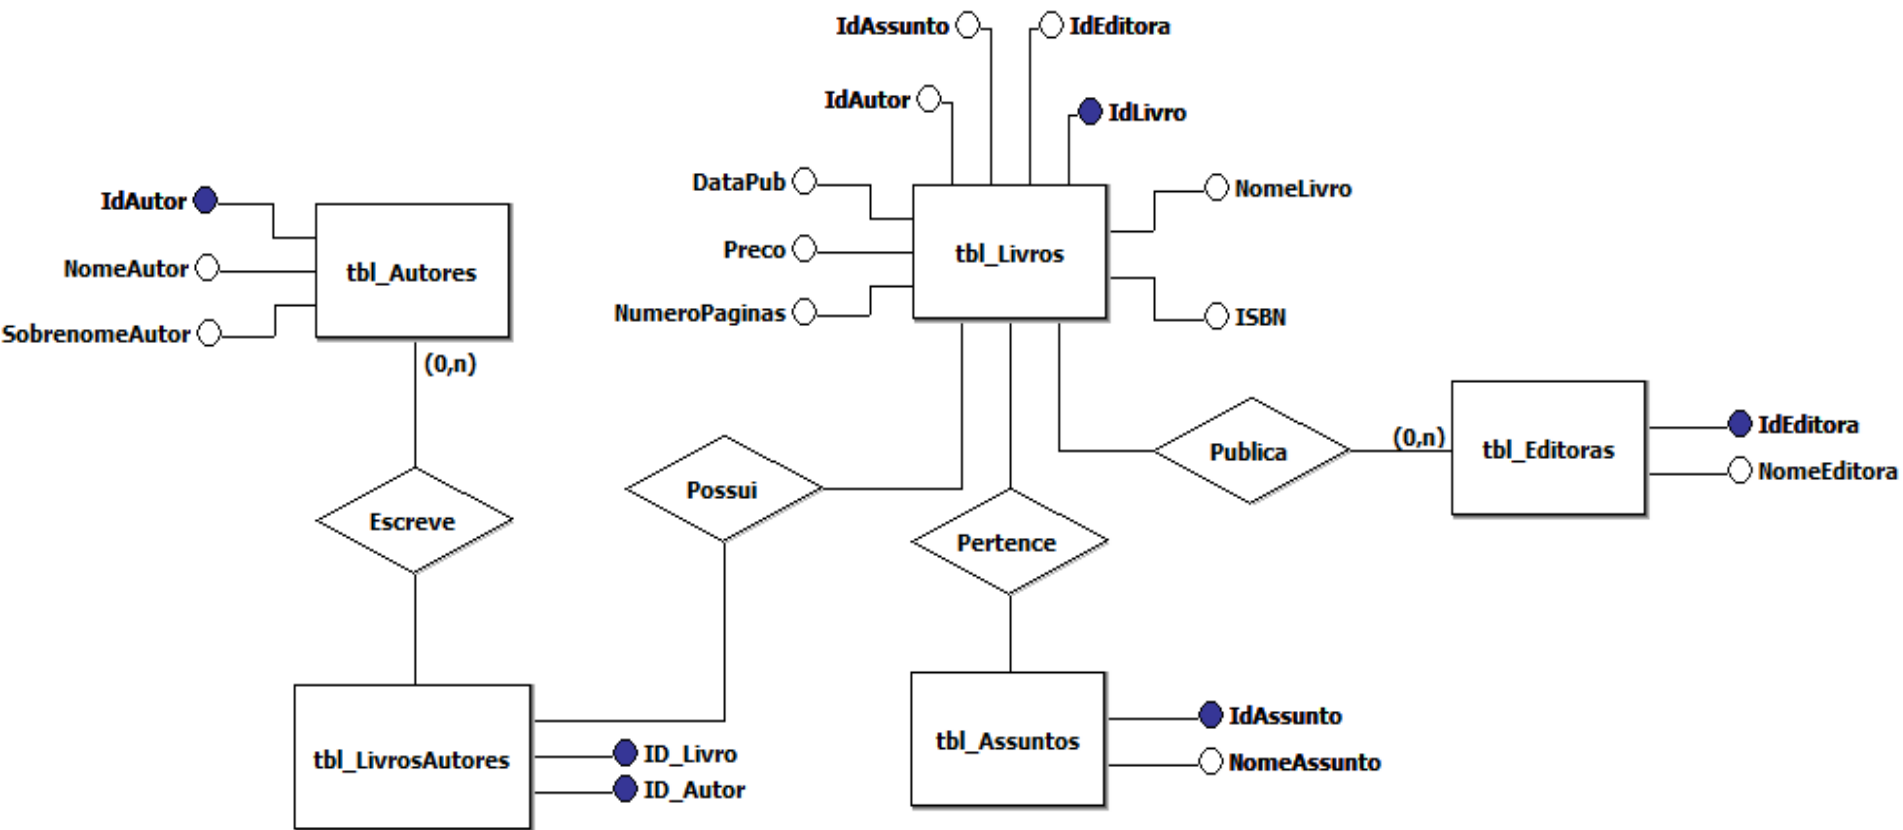 IdAssunto
IdEditora
IdAutor
IdLivro
DataPub
NomeLivro
IdAutor
Preco
tbl_Livros
NomeAutor
tbl_Autores
NumeroPaginas
ISBN
SobrenomeAutor
(0,n)
IdEditora
Publica
(0,n)
tbl_Editoras
NomeEditora
Possui
Escreve
Pertence
IdAssunto
tbl_Assuntos
ID_Livro
tbl_LivrosAutores
NomeAssunto
ID_Autor